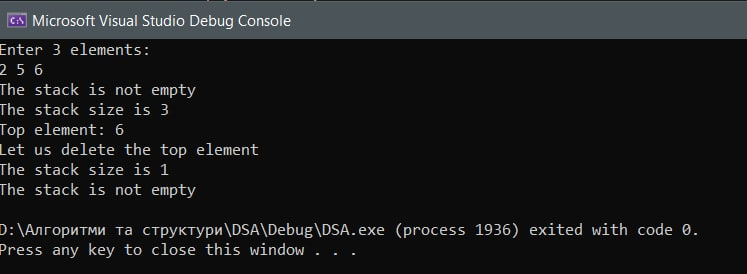 Microsoft Visual Studio Debug Console
Enter 3 elements:
2 5 6
The stack is not empty
The stack size is 3
Top element: 6
Let us delete the top element
The stack size is 1
The stack is not empty
D:\Алгоритми та структури\DSA\Debug\DSA.exe (process 1936) exited with code 0.
Press any key to close this window . . .